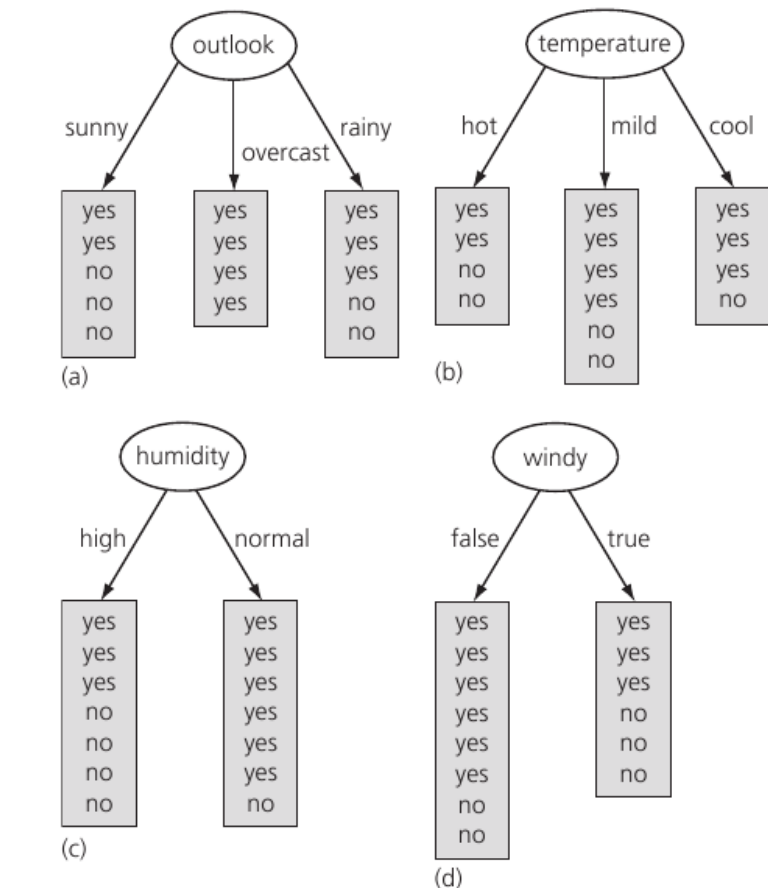 outlook
sunny
overcast
rainy
yes
yes
no
no
no
yes
yes
yes
yes
yes
yes
yes
no
no
(a)
temperature
hot
mild
cool
yes
yes
no
no
yes
yes
yes
yes
no
no
yes
yes
yes
no
(b)
humidity
high
normal
yes
yes
yes
no
no
no
no
yes
yes
yes
yes
yes
yes
no
(c)
windy
false
true
yes
yes
yes
yes
yes
yes
no
no
yes
yes
yes
no
no
no
(d)